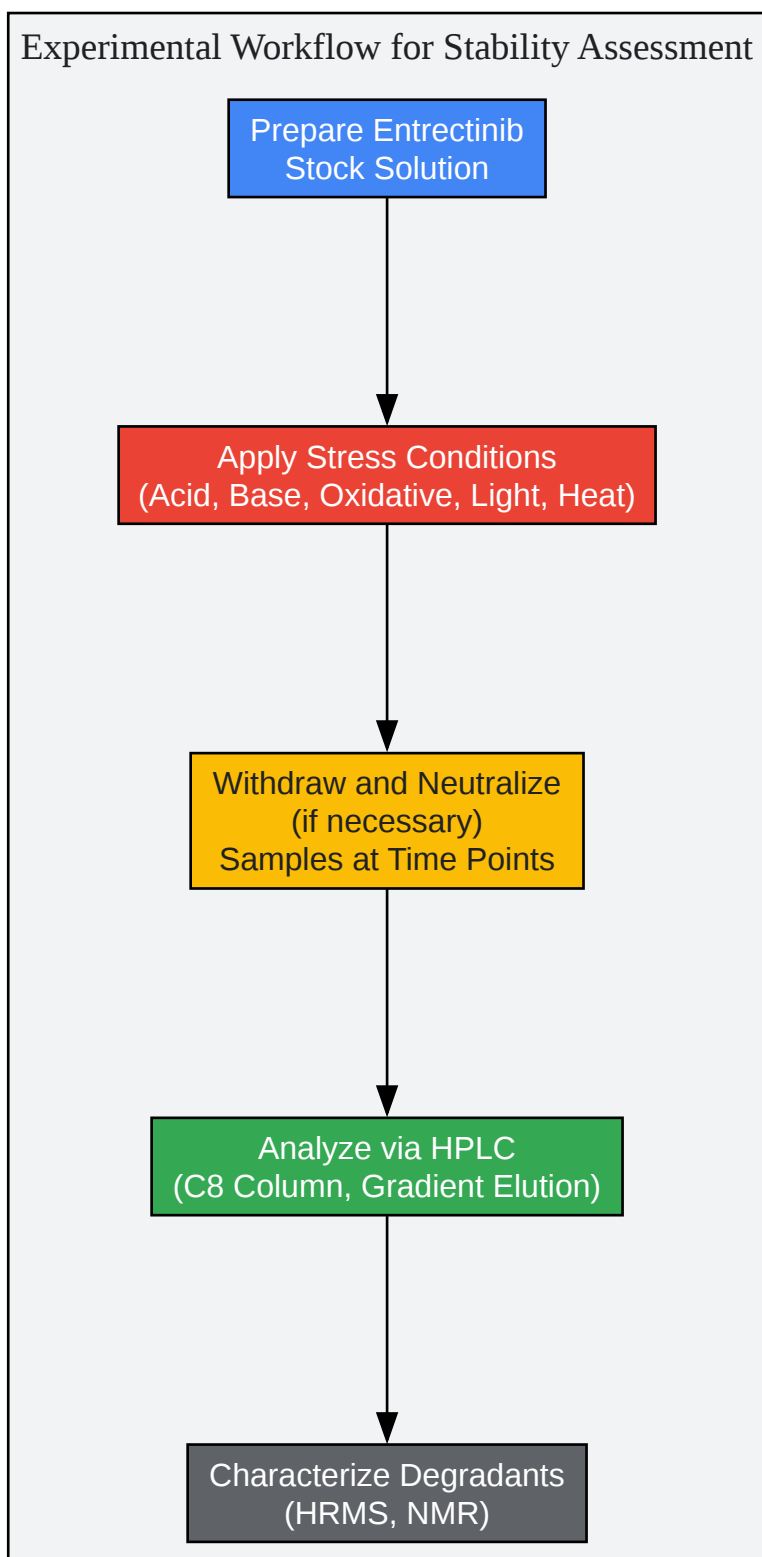 Experimental Workflow for Stability Assessment
Prepare Entrectinib
Stock Solution
Apply Stress Conditions
(Acid, Base, Oxidative, Light, Heat)
Withdraw and Neutralize
(if necessary)
Samples at Time Points
Analyze via HPLC
(C8 Column, Gradient Elution)
Characterize Degradants
(HRMS, NMR)